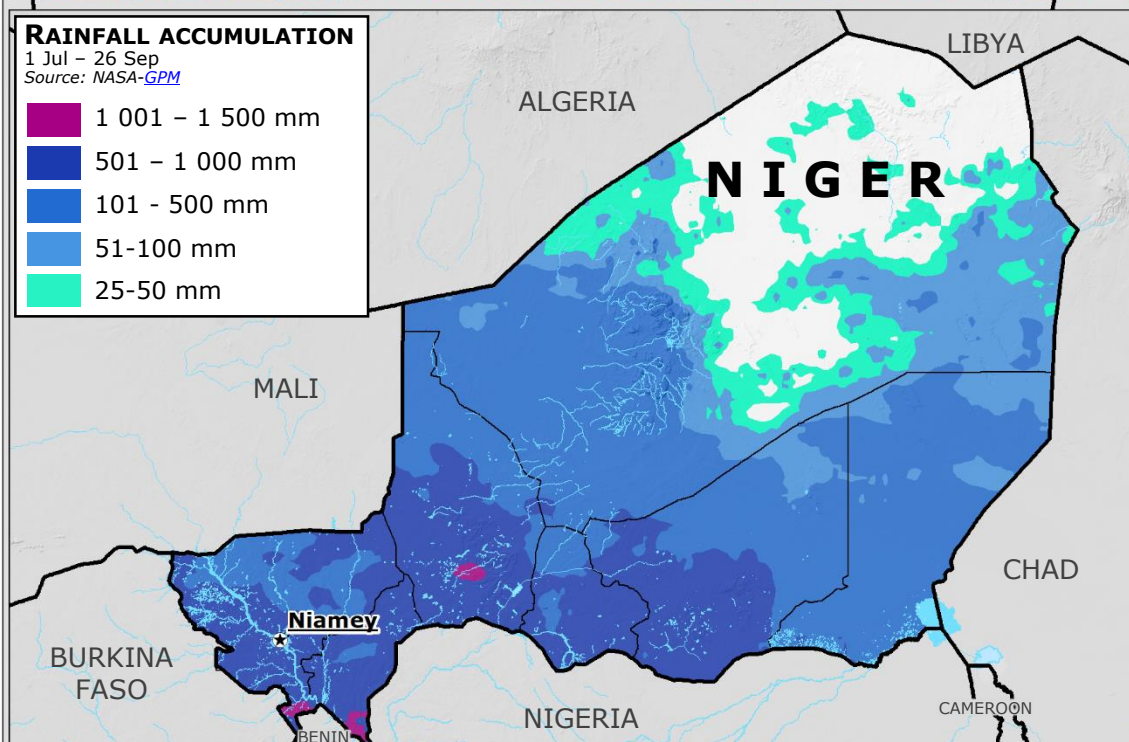 RAINFALL ACCUMULATION
1 Jul – 26 Sep
Source: NASA-GPM
1 001 – 1 500 mm
501 – 1 000 mm
101 - 500 mm
51-100 mm
25-50 mm
LIBYA
ALGERIA
NIGER
MALI
CHAD
Niamey
BURKINA
FASO
NIGERIA
CAMEROON
BENIN